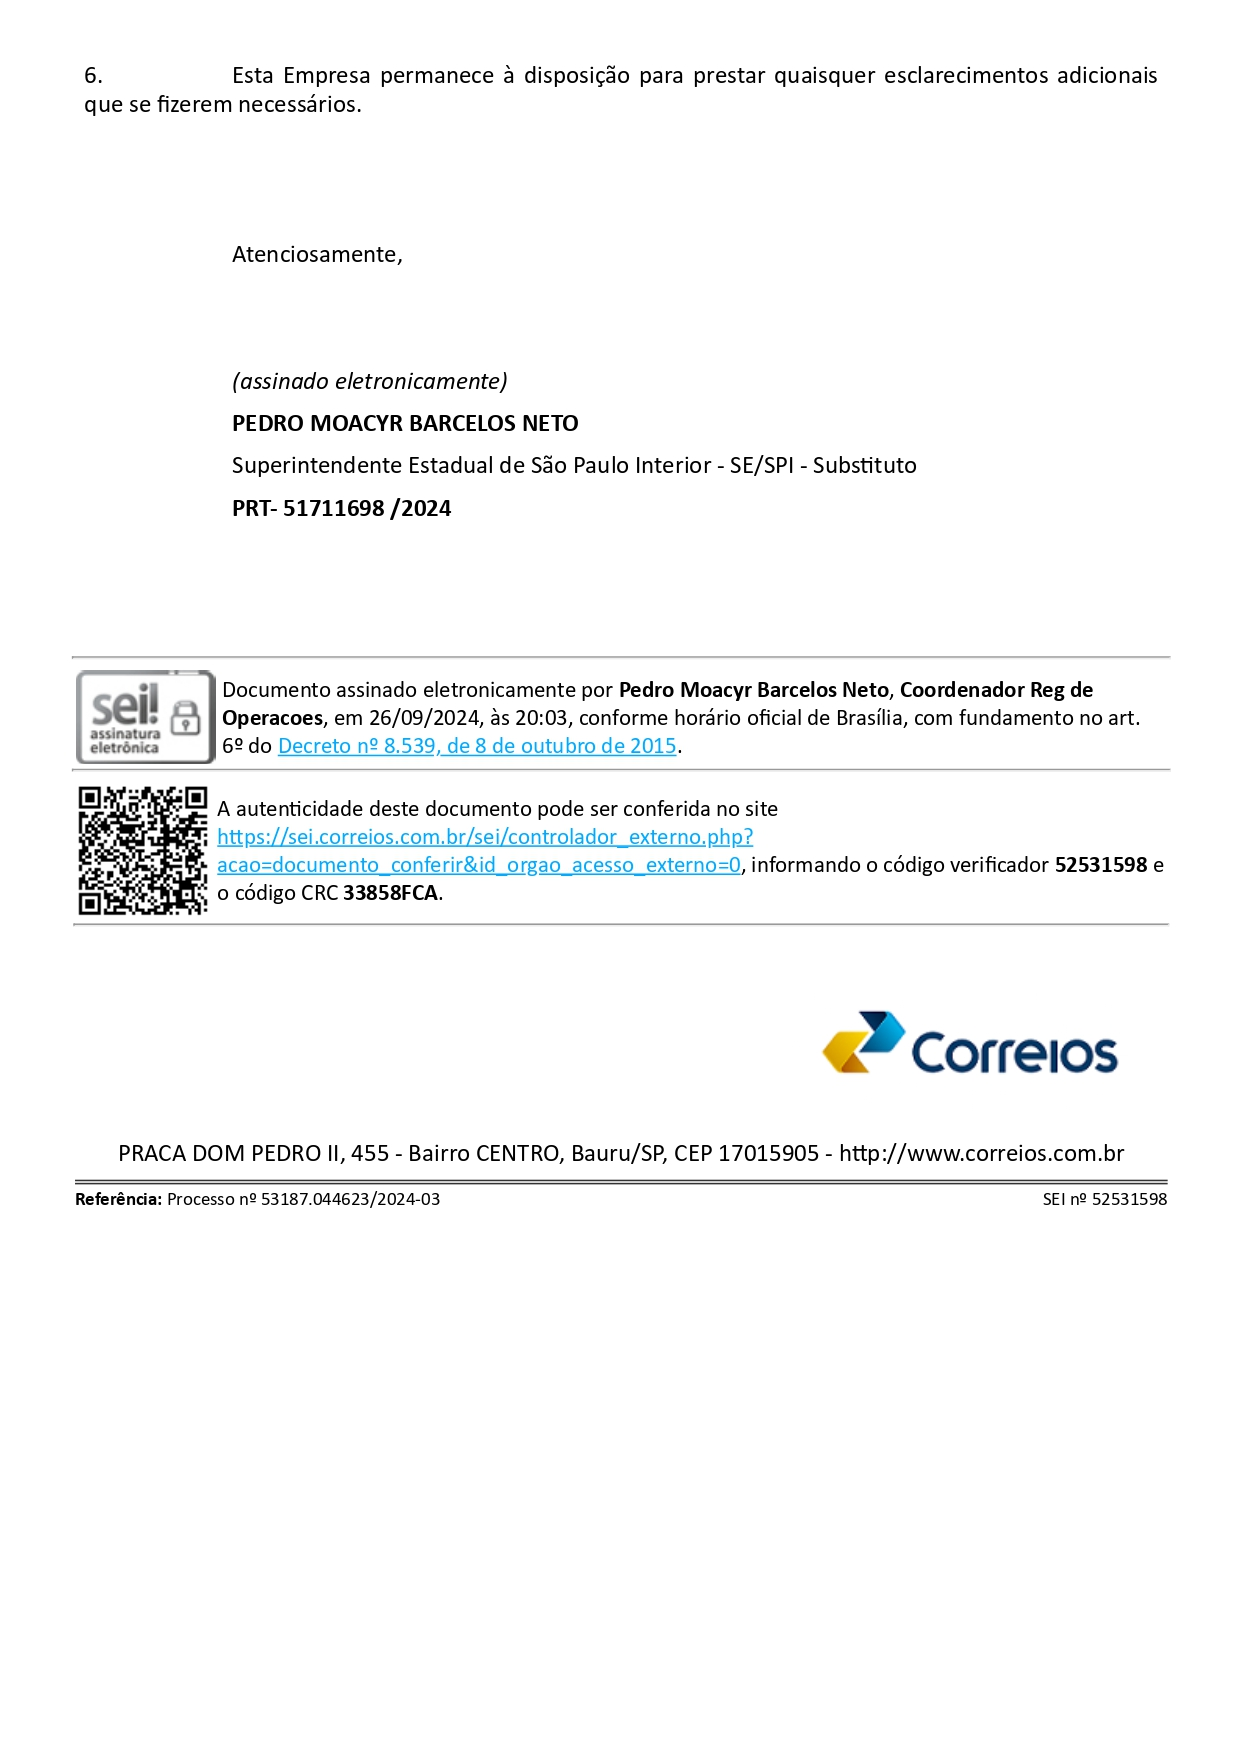 6. Esta Empresa permanece à disposição para prestar quaisquer esclarecimentos adicionais
que se fizerem necessários.
Atenciosamente,
(assinado eletronicamente)
PEDRO MOACYR BARCELOS NETO
Superintendente Estadual de São Paulo Interior - SE/SPI - Substituto
PRT- 51711698 /2024
sei!
assinatura
eletrônica
Documento assinado eletronicamente por Pedro Moacyr Barcelos Neto, Coordenador Reg de
Operacoes, em 26/09/2024, às 20:03, conforme horário oficial de Brasília, com fundamento no art.
6º do Decreto nº 8.539, de 8 de outubro de 2015.
A autenticidade deste documento pode ser conferida no site
https://sei.correios.com.br/sei/controlador_externo.php?
acao=documento_conferir&id_orgao_acesso_externo=0, informando o código verificador 52531598 e
o código CRC 33858FCA.
Correios
PRACA DOM PEDRO II, 455 - Bairro CENTRO, Bauru/SP, CEP 17015905 - http://www.correios.com.br
Referência: Processo nº 53187.044623/2024-03 SEI nº 52531598